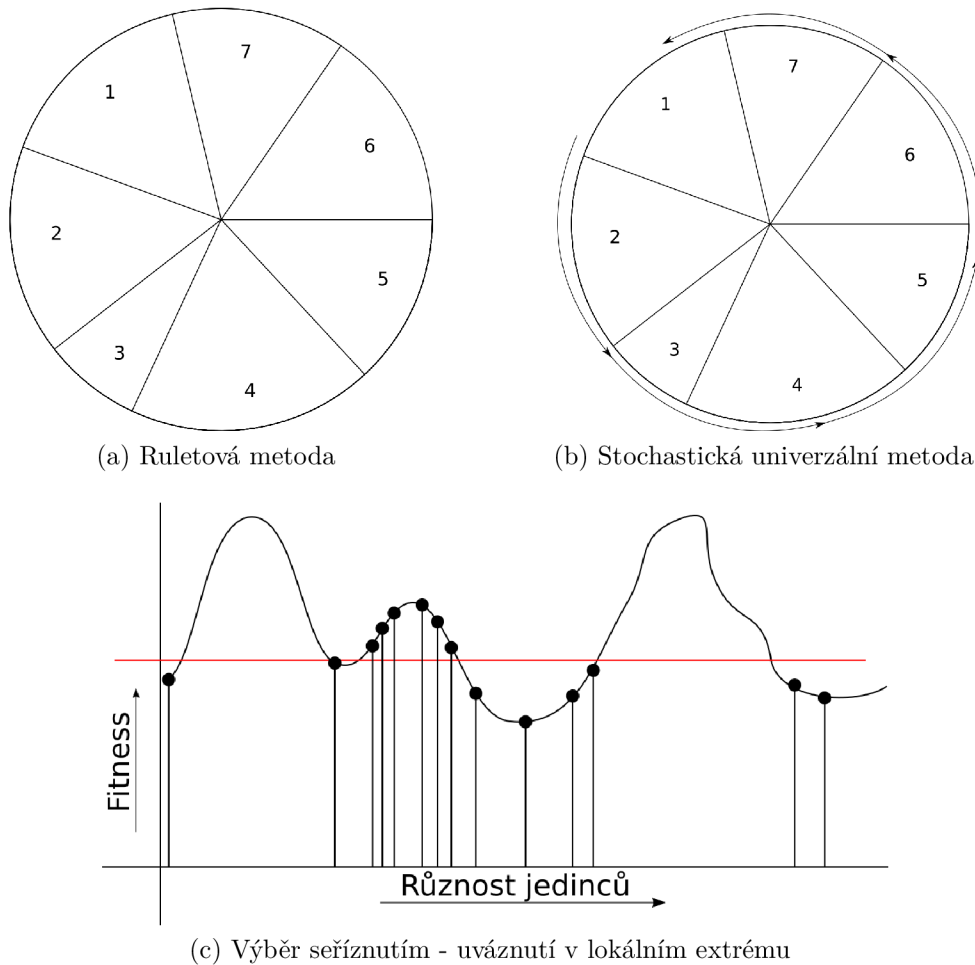 1
7
6
2
5
3
4
(a) Ruletová metoda
1
7
6
2
5
3
4
(b) Stochastická univerzální metoda
Fitness
Různost jedinců
(c) Výběr seříznutím - uváznutí v lokálním extrému